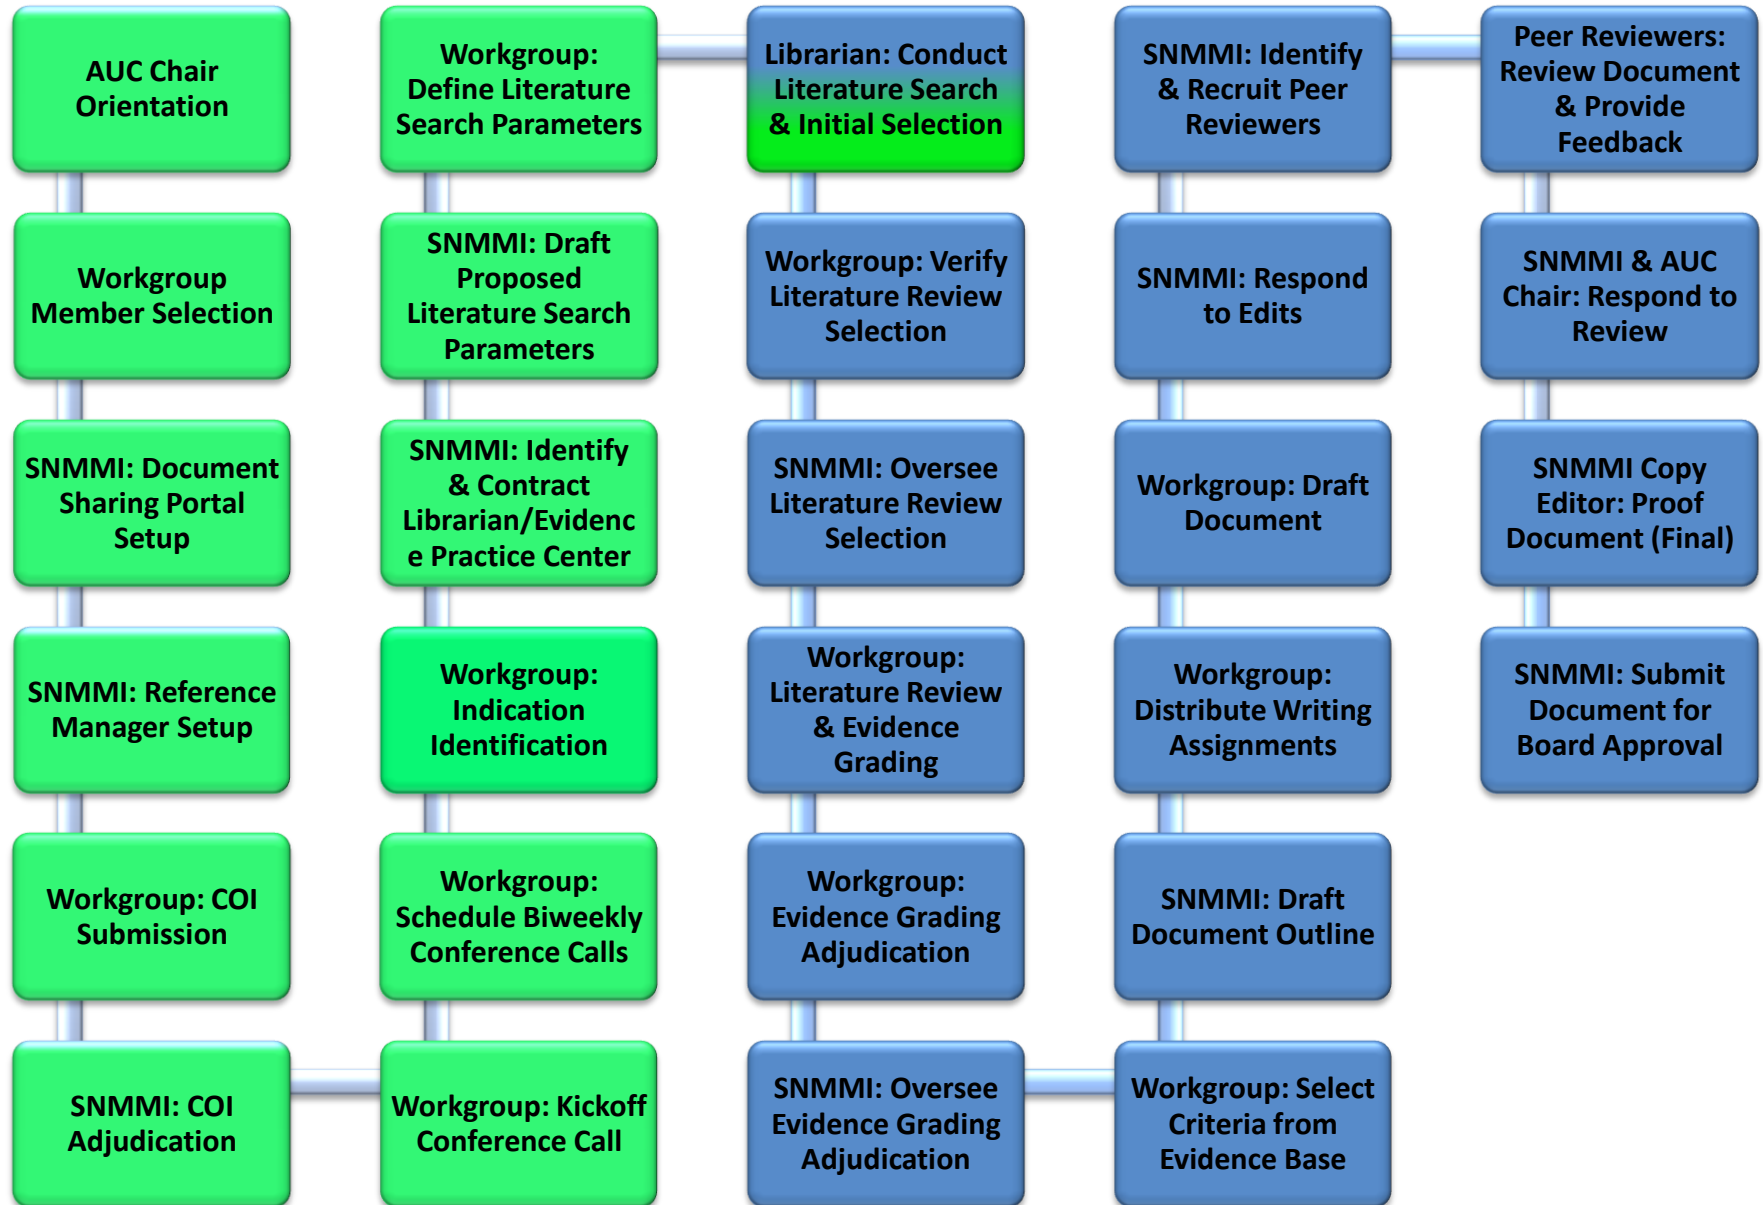 AUC Chair
Orientation
Workgroup
Member Selection
SNMMI: Document
Sharing Portal
Setup
SNMMI: Reference
Manager Setup
Workgroup: COI
Submission
SNMMI: COI
Adjudication
Workgroup: Kickoff
Conference Call
Workgroup:
Schedule Biweekly
Conference Calls
Workgroup:
Indication
Identification
SNMMI: Identify
& Contract
Librarian/Evidenc
e Practice Center
SNMMI: Draft
Proposed
Literature Search
Parameters
Workgroup:
Define Literature
Search Parameters
Librarian: Conduct
Literature Search
& Initial Selection
Workgroup: Verify
Literature Review
Selection
SNMMI: Oversee
Literature Review
Selection
Workgroup:
Literature Review
& Evidence
Grading
Workgroup:
Evidence Grading
Adjudication
SNMMI: Oversee
Evidence Grading
Adjudication
Workgroup: Select
Criteria from
Evidence Base
SNMMI: Draft
Document Outline
Workgroup:
Distribute Writing
Assignments
Workgroup: Draft
Document
SNMMI: Respond
to Edits
SNMMI: Identify
& Recruit Peer
Reviewers
Peer Reviewers:
Review Document
& Provide
Feedback
SNMMI & AUC
Chair: Respond to
Review
SNMMI Copy
Editor: Proof
Document (Final)
SNMMI: Submit
Document for
Board Approval